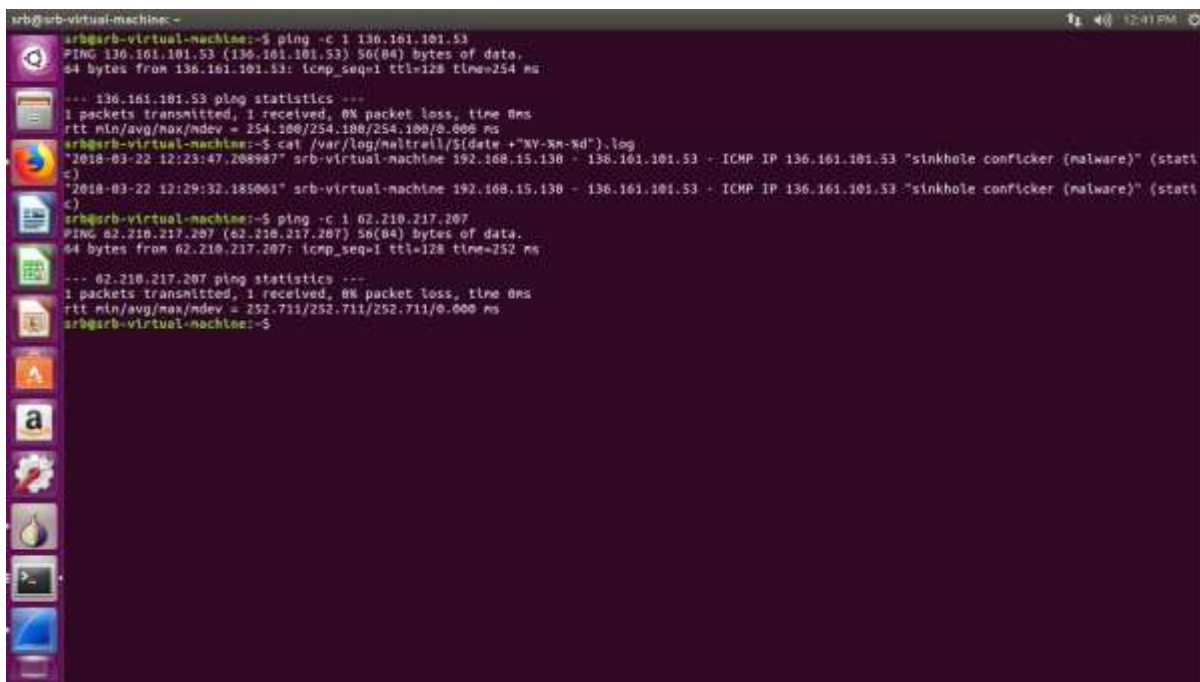 srb@srb-virtual-machine: ~
12:41 PM
srb@srb-virtual-machine:~$ ping -c 1 136.161.101.53
PING 136.161.101.53 (136.161.101.53) 56(84) bytes of data.
64 bytes from 136.161.101.53: icmp_seq=1 ttl=128 time=254 ms
--- 136.161.101.53 ping statistics ---
1 packets transmitted, 1 received, 0% packet loss, time 0ms
rtt min/avg/max/mdev = 254.100/254.100/254.100/0.000 ms
srb@srb-virtual-machine:~$ cat /var/log/maltrail/$(date +"%Y-%m-%d").log
"2018-03-22 12:23:47.208987" srb-virtual-machine 192.168.15.130 - 136.161.101.53 - ICMP IP 136.161.101.53 "sinkhole conficker (malware)" (stati
c)
"2018-03-22 12:29:32.185061" srb-virtual-machine 192.168.15.130 - 136.161.101.53 - ICMP IP 136.161.101.53 "sinkhole conficker (malware)" (stati
c)
srb@srb-virtual-machine:~$ ping -c 1 62.210.217.207
PING 62.210.217.207 (62.210.217.207) 56(84) bytes of data.
64 bytes from 62.210.217.207: icmp_seq=1 ttl=128 time=252 ms
--- 62.210.217.207 ping statistics ---
1 packets transmitted, 1 received, 0% packet loss, time 0ms
rtt min/avg/max/mdev = 252.711/252.711/252.711/0.000 ms
srb@srb-virtual-machine:~$